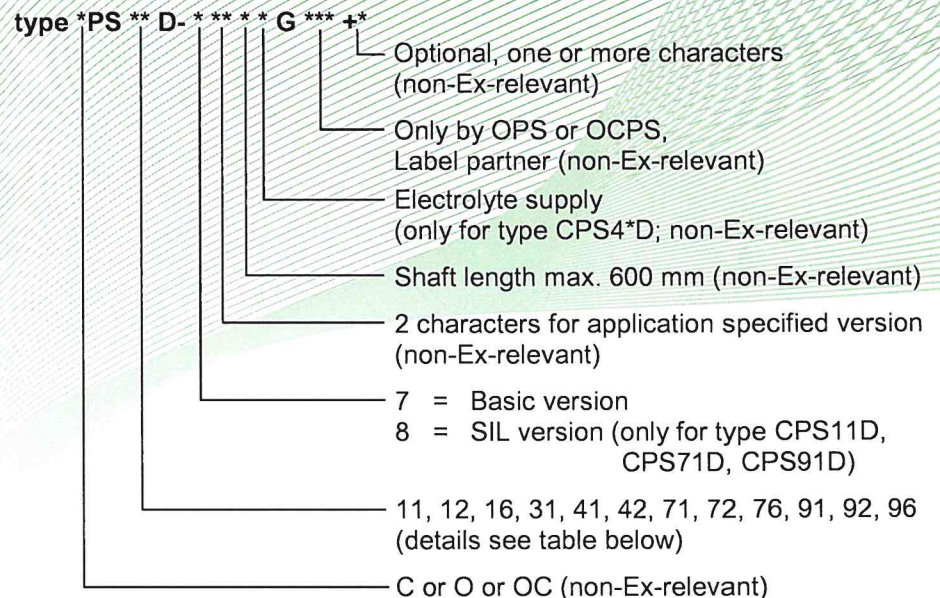 type *PS ** D- * ** * * G *** +*
Optional, one or more characters
(non-Ex-relevant)
Only by OPS or OCPS,
Label partner (non-Ex-relevant)
Electrolyte supply
(only for type CPS4*D; non-Ex-relevant)
Shaft length max. 600 mm (non-Ex-relevant)
2 characters for application specified version
(non-Ex-relevant)
7 = Basic version
8 = SIL version (only for type CPS11D,
CPS71D, CPS91D)
11, 12, 16, 31, 41, 42, 71, 72, 76, 91, 92, 96
(details see table below)
C or O or OC (non-Ex-relevant)